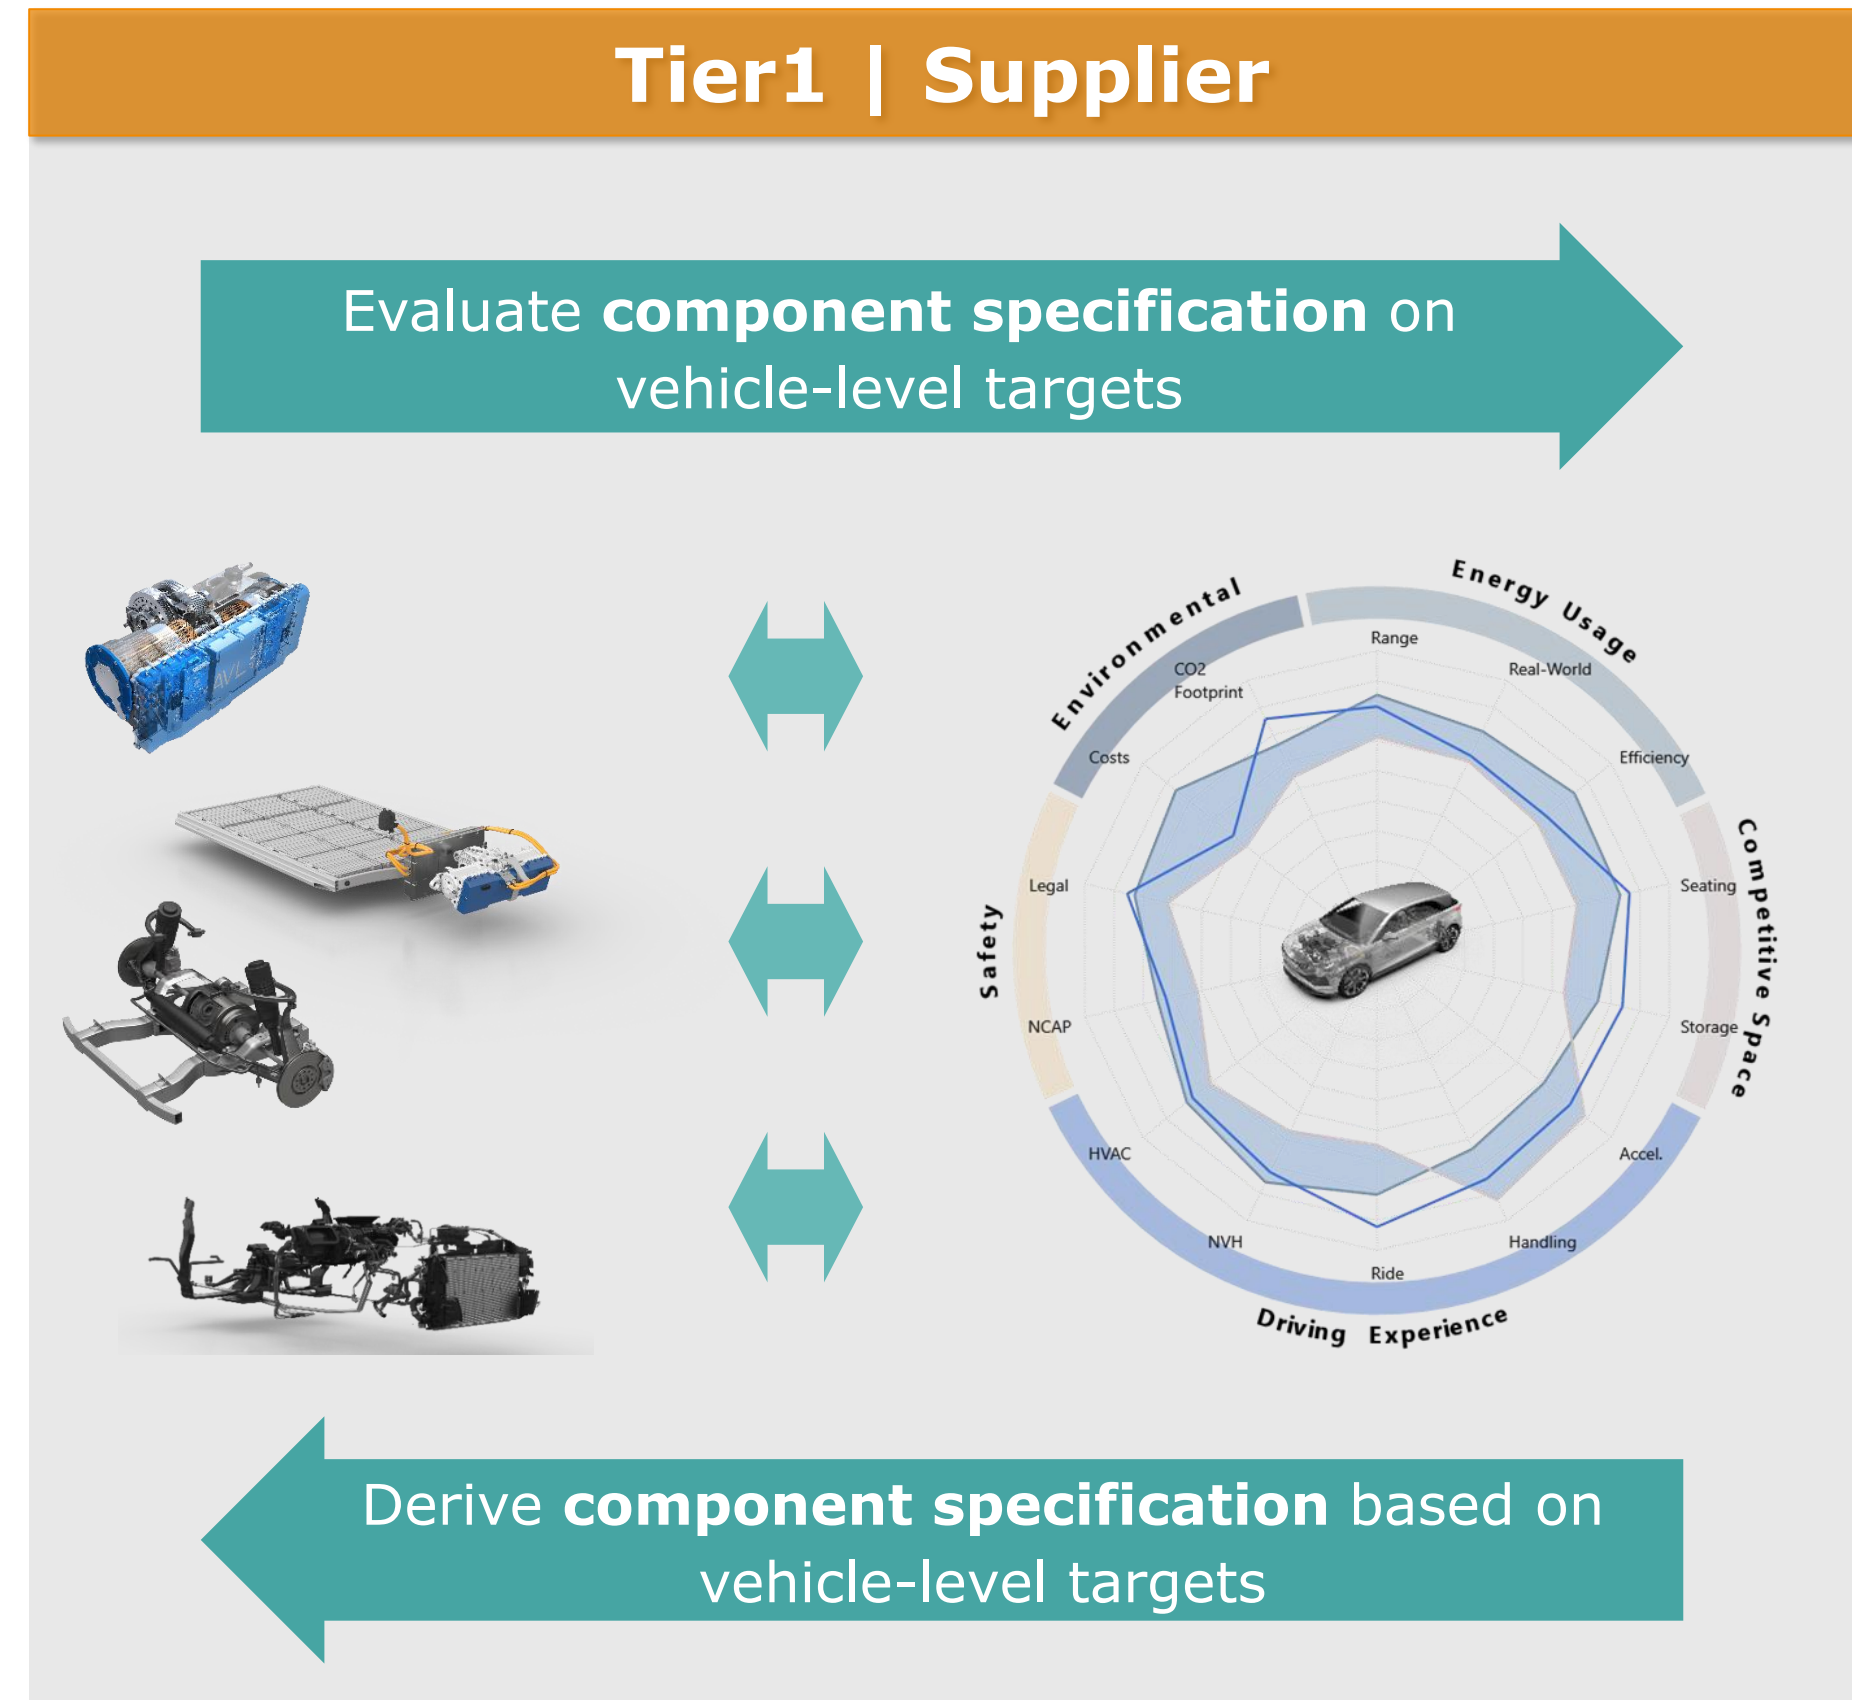 Tier1 | Supplier
Evaluate component specification on
vehicle-level targets
AVL
Environmental
Energy Usage
Competitive Space
Safety
Driving Experience
Range
Real-World
Efficiency
Seating
Storage
Accel.
Handling
Ride
NVH
HVAC
NCAP
Legal
Costs
CO2
Footprint
Derive component specification based on
vehicle-level targets